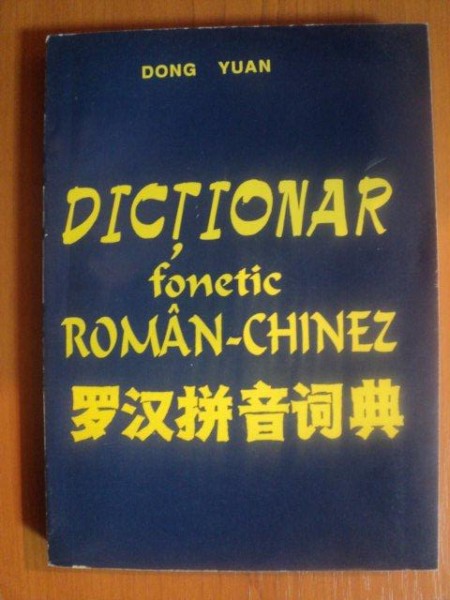 DONG YUAN
DICȚIONAR
fonetic
ROMÂN-CHINEZ
罗汉拼音词典